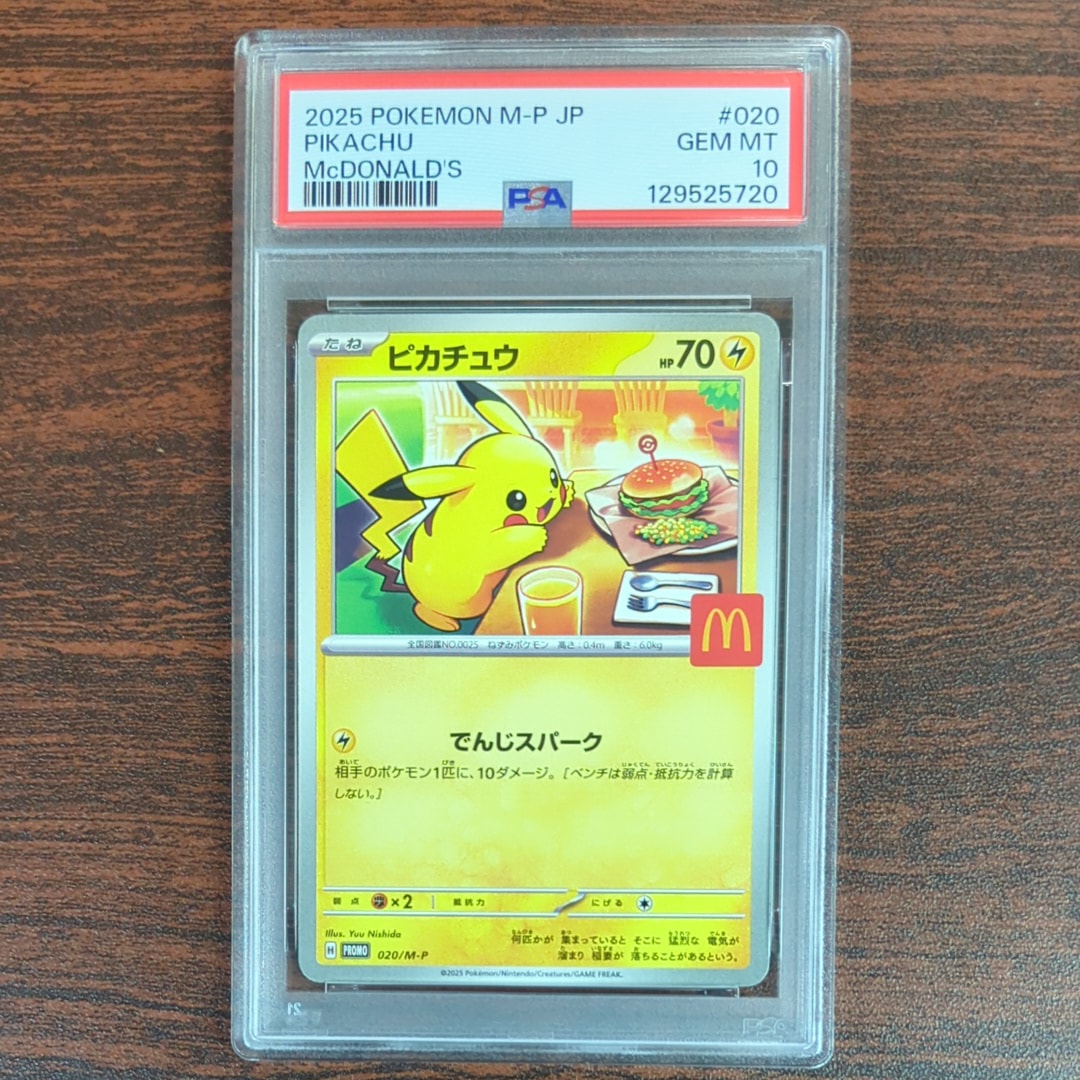 2025 POKEMON M-P JP #020
PIKACHU GEM MT
McDONALD'S 10
PSA 129525720
たね ピカチュウ HP70
全国図鑑NO.0025 ねずみポケモン 高さ:0.4m 重さ:6.0kg
でんじスパーク
相手のポケモン1匹に、10ダメージ。[ベンチは弱点・抵抗力を計算
しない。]
弱点 ×2 抵抗力 にげる
Illus. Yuu Nishida
何匹かが 集まっていると そこに 猛烈な 電気が
H PROMO 020/M-P
溜まり 稲妻が 落ちることがあるという。
©2025 Pokémon/Nintendo/Creatures/GAME FREAK.